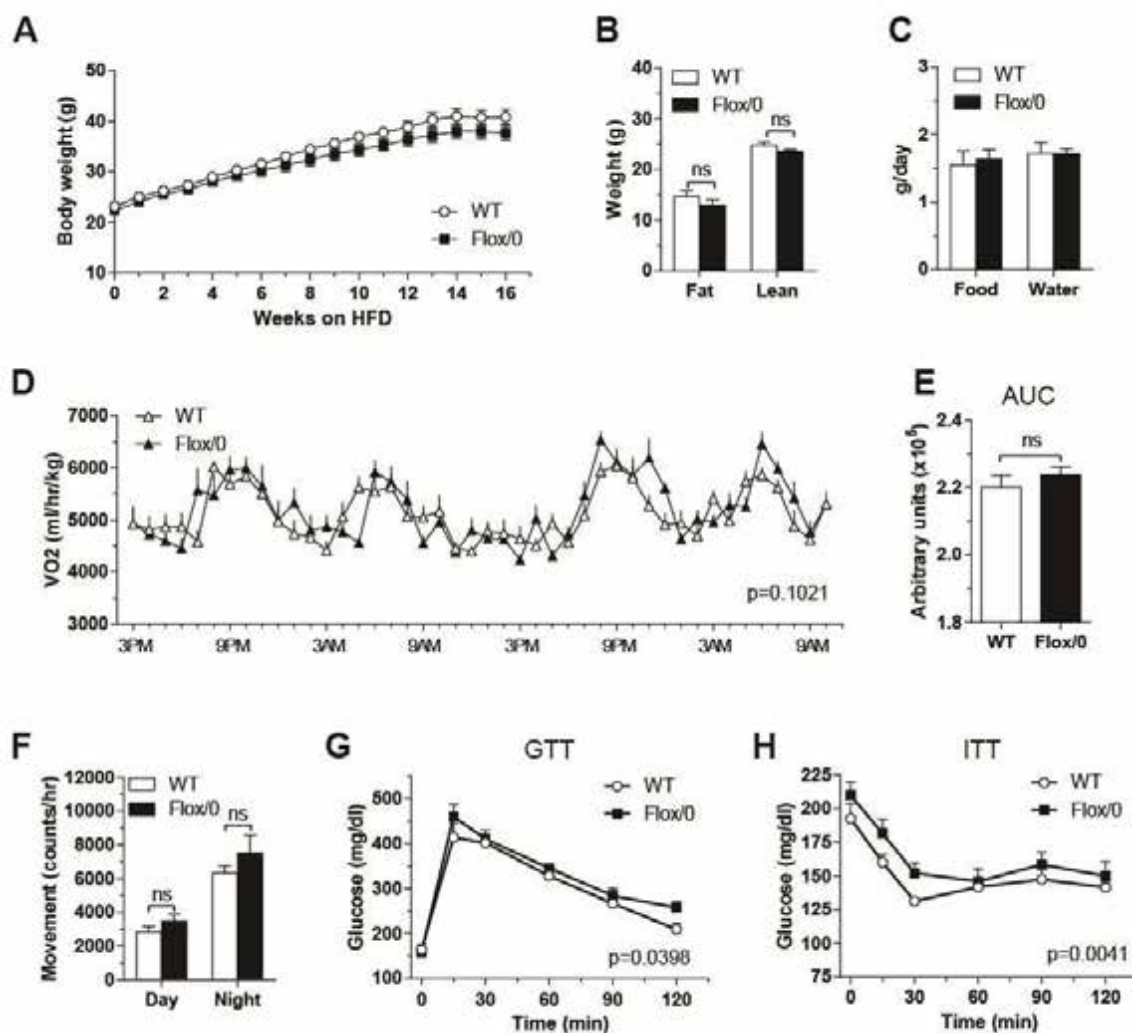 A
Body weight (g)
50
40
30
20
10
WT
Flox/0
0 2 4 6 8 10 12 14 16
Weeks on HFD
B
Weight (g)
40
30
20
10
0
WT
Flox/0
ns
ns
Fat Lean
C
g/day
3
2
1
0
WT
Flox/0
Food Water
D
VO2 (ml/hr/kg)
7000
6000
5000
4000
3000
WT
Flox/0
p=0.1021
3PM 9PM 3AM 9AM 3PM 9PM 3AM 9AM
E
AUC
Arbitrary units (x10⁵)
2.4
2.2
2.0
1.8
ns
WT Flox/0
F
Movement (counts/hr)
12000
10000
8000
6000
4000
2000
0
WT
Flox/0
ns
ns
Day Night
G
GTT
Glucose (mg/dl)
500
400
300
200
100
WT
Flox/0
p=0.0398
0 30 60 90 120
Time (min)
H
ITT
Glucose (mg/dl)
225
200
175
150
125
100
75
WT
Flox/0
p=0.0041
0 30 60 90 120
Time (min)